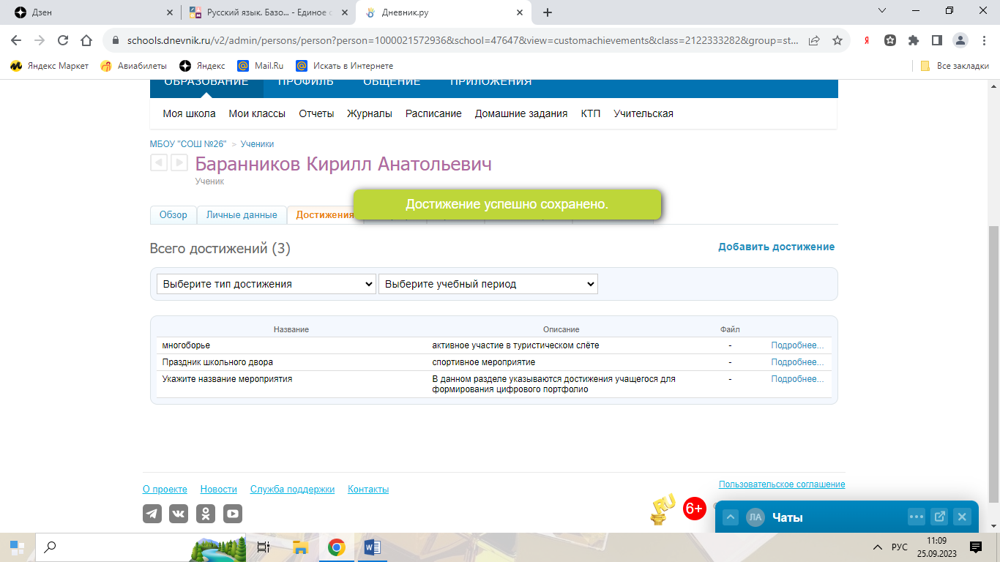 Дзен
Русский язык. Базо... - Единое с
Дневник.ру
schools.dnevnik.ru/v2/admin/persons/person?person=1000021572936&school=47647&view=customachievements&class=2122333282&group=st...
Яндекс Маркет Авиабилеты Яндекс Mail.Ru Искать в Интернете Все закладки
ОБРАЗОВАНИЕ ПРОФИЛЬ ОБЩЕНИЕ ПРИЛОЖЕНИЯ
Моя школа Мои классы Отчеты Журналы Расписание Домашние задания КТП Учительская
МБОУ "СОШ №26" > Ученики
Баранников Кирилл Анатольевич
Ученик
Достижение успешно сохранено.
Обзор Личные данные Достижения
Всего достижений (3) Добавить достижение
Выберите тип достижения Выберите учебный период
Название Описание Файл
многоборье активное участие в туристическом слёте - Подробнее...
Праздник школьного двора спортивное мероприятие - Подробнее...
Укажите название мероприятия В данном разделе указываются достижения учащегося для - Подробнее...
формирования цифрового портфолио
О проекте Новости Служба поддержки Контакты Пользовательское соглашение
RU 6+
ЛА Чаты
РУС 11:09
25.09.2023